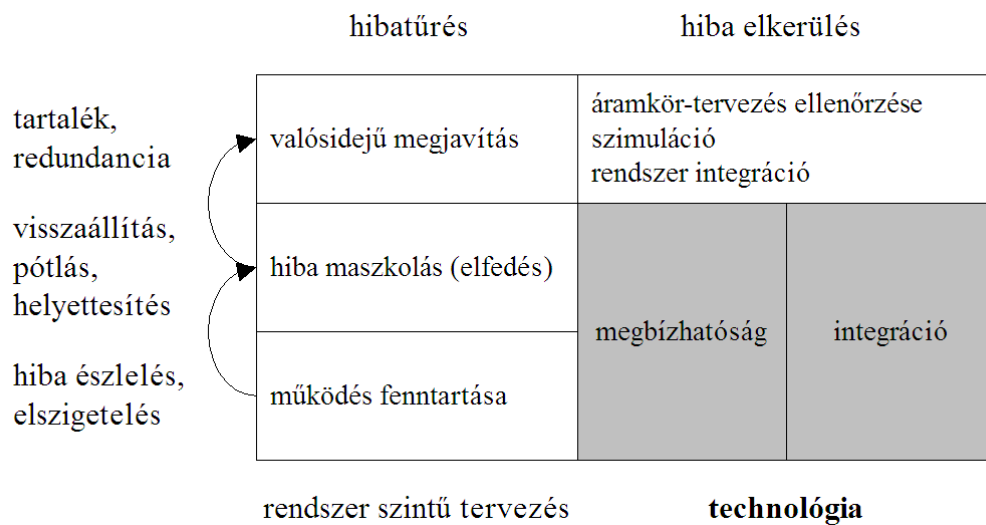 hibatűrés
hiba elkerülés
tartalék,
redundancia
valósidejű megjavítás
áramkör-tervezés ellenőrzése
szimuláció
rendszer integráció
visszaállítás,
pótlás,
helyettesítés
hiba maszkolás (elfedés)
megbízhatóság
integráció
hiba észlelés,
elszigetelés
működés fenntartása
rendszer szintű tervezés
technológia